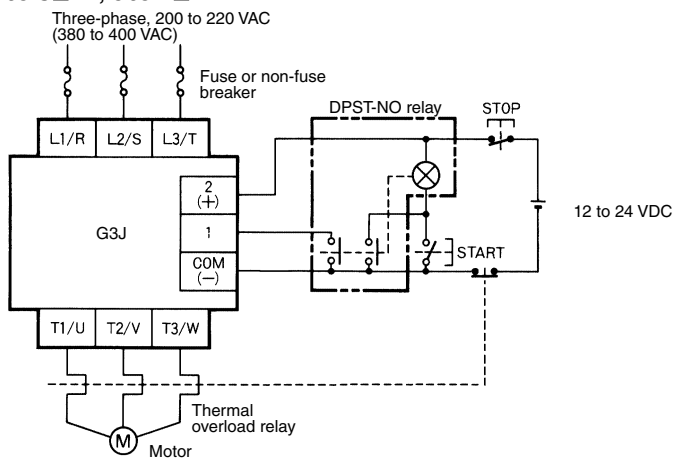 Three-phase, 200 to 220 VAC
(380 to 400 VAC)
Fuse or non-fuse
breaker
DPST-NO relay
STOP
L1/R L2/S L3/T
2
(+)
12 to 24 VDC
G3J
1
START
COM
(−)
T1/U T2/V T3/W
Thermal
overload relay
M
Motor